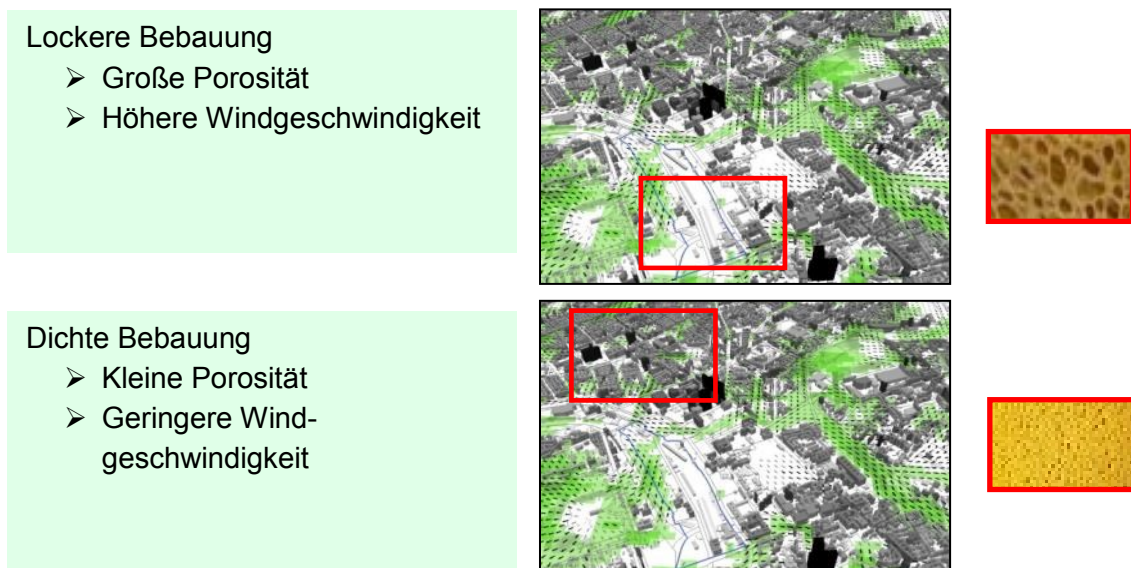 Lockere Bebauung
➢ Große Porosität
➢ Höhere Windgeschwindigkeit
Dichte Bebauung
➢ Kleine Porosität
➢ Geringere Wind-
geschwindigkeit